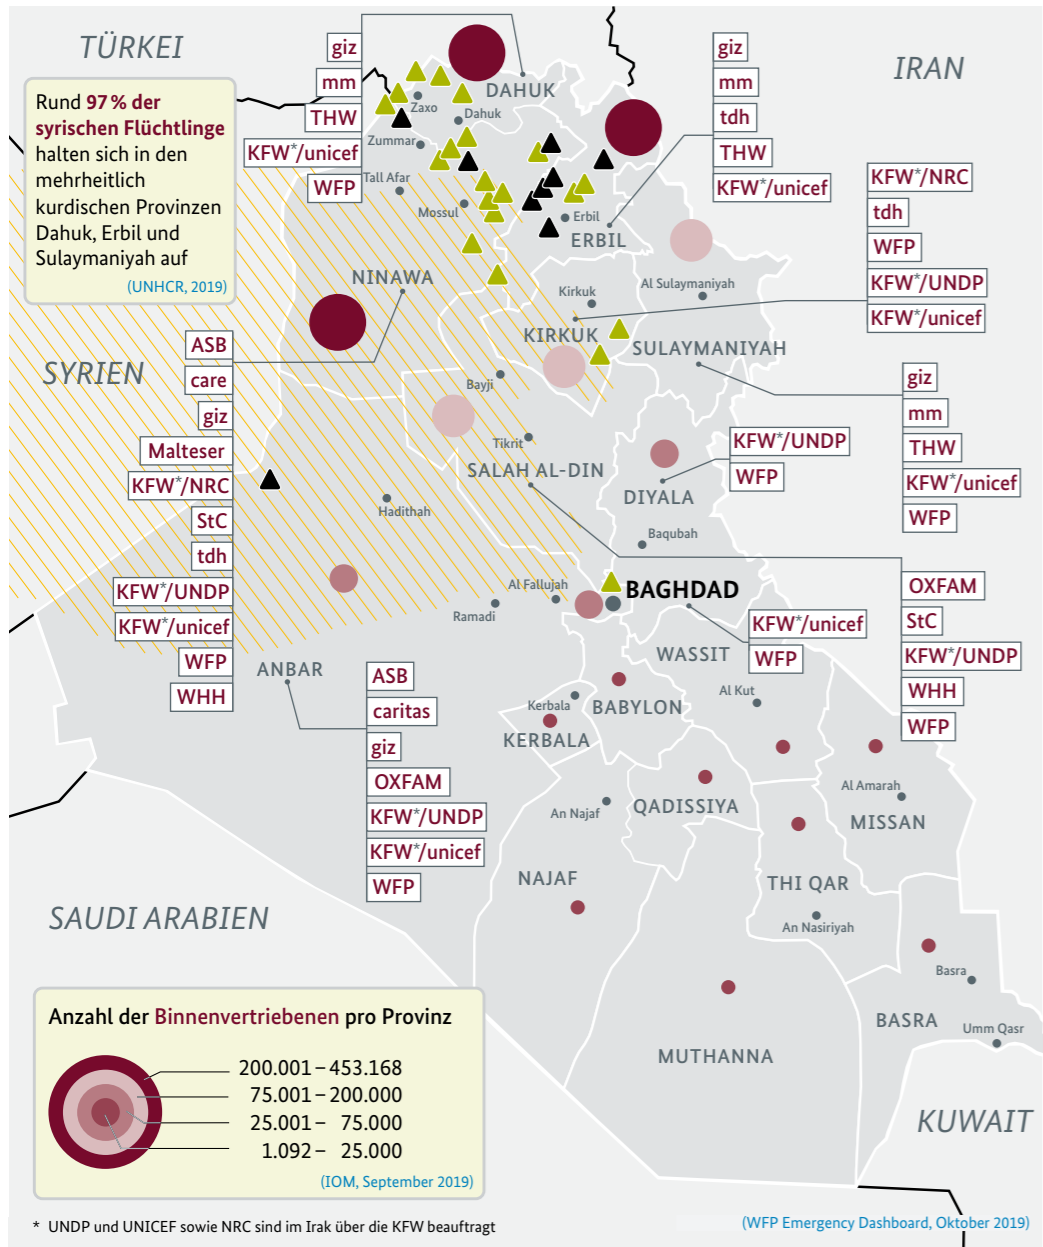 TÜRKEI
IRAN
SYRIEN
SAUDI ARABIEN
KUWAIT
Rund 97 % der
syrischen Flüchtlinge
halten sich in den
mehrheitlich
kurdischen Provinzen
Dahuk, Erbil und
Sulaymaniyah auf
(UNHCR, 2019)
giz
mm
THW
KFW*/unicef
WFP
DAHUK
Zaxo
Dahuk
Zummar
Tall Afar
Mossul
giz
mm
tdh
THW
KFW*/unicef
Erbil
ERBIL
KFW*/NRC
tdh
WFP
KFW*/UNDP
KFW*/unicef
NINAWA
Kirkuk
KIRKUK
Al Sulaymaniyah
SULAYMANIYAH
ASB
care
giz
Malteser
KFW*/NRC
StC
tdh
KFW*/UNDP
KFW*/unicef
WFP
WHH
giz
mm
THW
KFW*/unicef
WFP
Bayji
Tikrit
SALAH AL-DIN
Hadithah
KFW*/UNDP
WFP
DIYALA
Baqubah
Al Fallujah
Ramadi
BAGHDAD
KFW*/unicef
WFP
OXFAM
StC
KFW*/UNDP
WHH
WFP
ANBAR
ASB
caritas
giz
OXFAM
KFW*/UNDP
KFW*/unicef
WFP
WASSIT
Al Kut
Kerbala
KERBALA
BABYLON
An Najaf
QADISSIYA
Al Amarah
MISSAN
NAJAF
THI QAR
An Nasiriyah
Basra
BASRA
Umm Qasr
MUTHANNA
Anzahl der Binnenvertriebenen pro Provinz
200.001 – 453.168
75.001 – 200.000
25.001 – 75.000
1.092 – 25.000
(IOM, September 2019)
* UNDP und UNICEF sowie NRC sind im Irak über die KFW beauftragt
(WFP Emergency Dashboard, Oktober 2019)